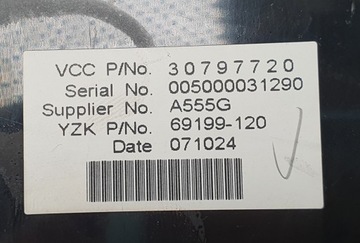 VCC P/No. 30797720
Serial No. 005000031290
Supplier No. A555G
YZK P/No. 69199-120
Date 071024